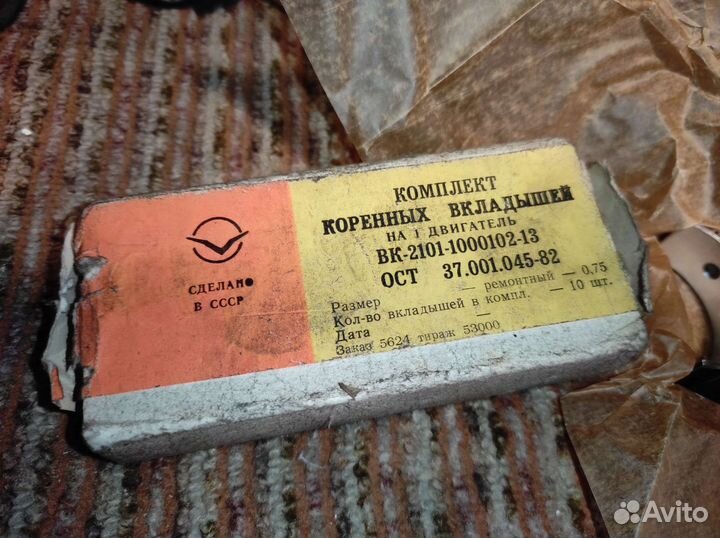 СДЕЛАНО
В СССР
КОМПЛЕКТ
КОРЕННЫХ ВКЛАДЫШЕЙ
НА 1 ДВИГАТЕЛЬ
ВК-2101-1000102-13
ОСТ 37.001.045-82
Размер — ремонтный — 0,75
Кол-во вкладышей в компл. — 10 шт.
Дата —
Заказ 5624 тираж 53000
Avito